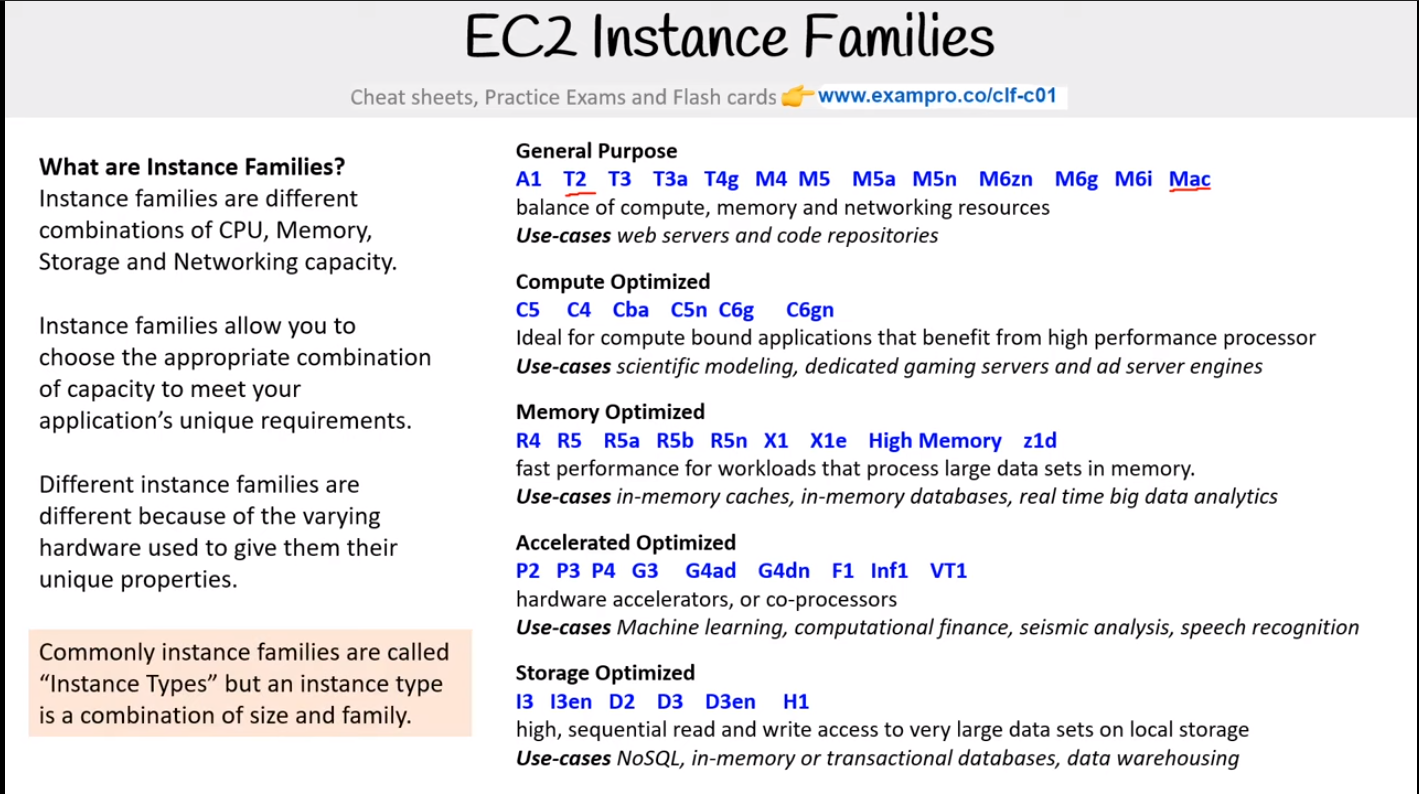 EC2 Instance Families
Cheat sheets, Practice Exams and Flash cards 👉 www.exampro.co/clf-c01
What are Instance Families?
Instance families are different
combinations of CPU, Memory,
Storage and Networking capacity.
Instance families allow you to
choose the appropriate combination
of capacity to meet your
application’s unique requirements.
Different instance families are
different because of the varying
hardware used to give them their
unique properties.
Commonly instance families are called
“Instance Types” but an instance type
is a combination of size and family.
General Purpose
A1 T2 T3 T3a T4g M4 M5 M5a M5n M6zn M6g M6i Mac
balance of compute, memory and networking resources
Use-cases web servers and code repositories
Compute Optimized
C5 C4 Cba C5n C6g C6gn
Ideal for compute bound applications that benefit from high performance processor
Use-cases scientific modeling, dedicated gaming servers and ad server engines
Memory Optimized
R4 R5 R5a R5b R5n X1 X1e High Memory z1d
fast performance for workloads that process large data sets in memory.
Use-cases in-memory caches, in-memory databases, real time big data analytics
Accelerated Optimized
P2 P3 P4 G3 G4ad G4dn F1 Inf1 VT1
hardware accelerators, or co-processors
Use-cases Machine learning, computational finance, seismic analysis, speech recognition
Storage Optimized
I3 I3en D2 D3 D3en H1
high, sequential read and write access to very large data sets on local storage
Use-cases NoSQL, in-memory or transactional databases, data warehousing